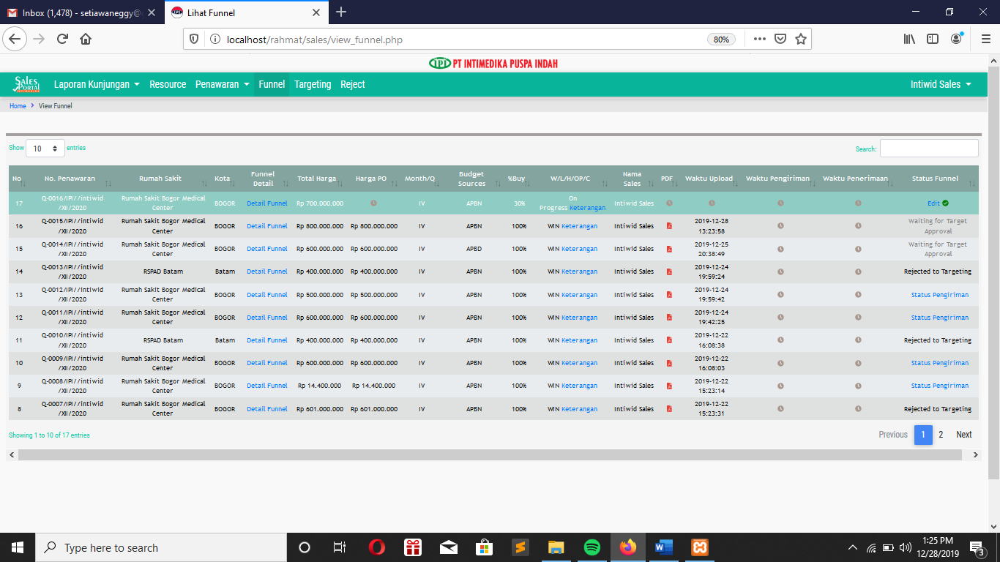 Inbox (1,478) - setiawaneggy@
Lihat Funnel
localhost/rahmat/sales/view_funnel.php
80%
IPI PT INTIMEDIKA PUSPA INDAH
Sales Portal
Laporan Kunjungan Resource Penawaran Funnel Targeting Reject Intiwid Sales
Home > View Funnel
Show 10 entries Search:
No. No. Penawaran Rumah Sakit Kota Funnel Detail Total Harga Harga PO Month/Q Budget Sources %Buy W/L/H/OP/C Nama Sales PDF Waktu Upload Waktu Pengiriman Waktu Penerimaan Status Funnel
17 Q-0016/IPI//intiwid/XII/2020 Rumah Sakit Bogor Medical Center BOGOR Detail Funnel Rp 700.000.000 IV APBN 30% On Progress Keterangan Intiwid Sales Edit
16 Q-0015/IPI//intiwid/XII/2020 Rumah Sakit Bogor Medical Center BOGOR Detail Funnel Rp 800.000.000 Rp 800.000.000 IV APBN 100% WIN Keterangan Intiwid Sales 2019-12-28 13:23:58 Waiting for Target Approval
15 Q-0014/IPI//intiwid/XII/2020 Rumah Sakit Bogor Medical Center BOGOR Detail Funnel Rp 600.000.000 Rp 600.000.000 IV APBD 100% WIN Keterangan Intiwid Sales 2019-12-25 20:38:49 Waiting for Target Approval
14 Q-0013/IPI//intiwid/XII/2020 RSPAD Batam Batam Detail Funnel Rp 400.000.000 Rp 400.000.000 IV APBN 100% WIN Keterangan Intiwid Sales 2019-12-24 19:59:24 Rejected to Targeting
13 Q-0012/IPI//intiwid/XII/2020 Rumah Sakit Bogor Medical Center BOGOR Detail Funnel Rp 500.000.000 Rp 500.000.000 IV APBN 100% WIN Keterangan Intiwid Sales 2019-12-24 19:59:42 Status Pengiriman
12 Q-0011/IPI//intiwid/XII/2020 Rumah Sakit Bogor Medical Center BOGOR Detail Funnel Rp 600.000.000 Rp 600.000.000 IV APBN 100% WIN Keterangan Intiwid Sales 2019-12-24 19:42:25 Status Pengiriman
11 Q-0010/IPI//intiwid/XII/2020 RSPAD Batam Batam Detail Funnel Rp 400.000.000 Rp 400.000.000 IV APBN 100% WIN Keterangan Intiwid Sales 2019-12-22 16:08:38 Rejected to Targeting
10 Q-0009/IPI//intiwid/XII/2020 Rumah Sakit Bogor Medical Center BOGOR Detail Funnel Rp 600.000.000 Rp 600.000.000 IV APBN 100% WIN Keterangan Intiwid Sales 2019-12-22 16:08:03 Status Pengiriman
9 Q-0008/IPI//intiwid/XII/2020 Rumah Sakit Bogor Medical Center BOGOR Detail Funnel Rp 14.400.000 Rp 14.400.000 IV APBN 100% WIN Keterangan Intiwid Sales 2019-12-22 15:23:14 Status Pengiriman
8 Q-0007/IPI//intiwid/XII/2020 Rumah Sakit Bogor Medical Center BOGOR Detail Funnel Rp 601.000.000 Rp 601.000.000 IV APBN 100% WIN Keterangan Intiwid Sales 2019-12-22 15:23:31 Rejected to Targeting
Showing 1 to 10 of 17 entries Previous 1 2 Next
Type here to search
1:25 PM
12/28/2019
3